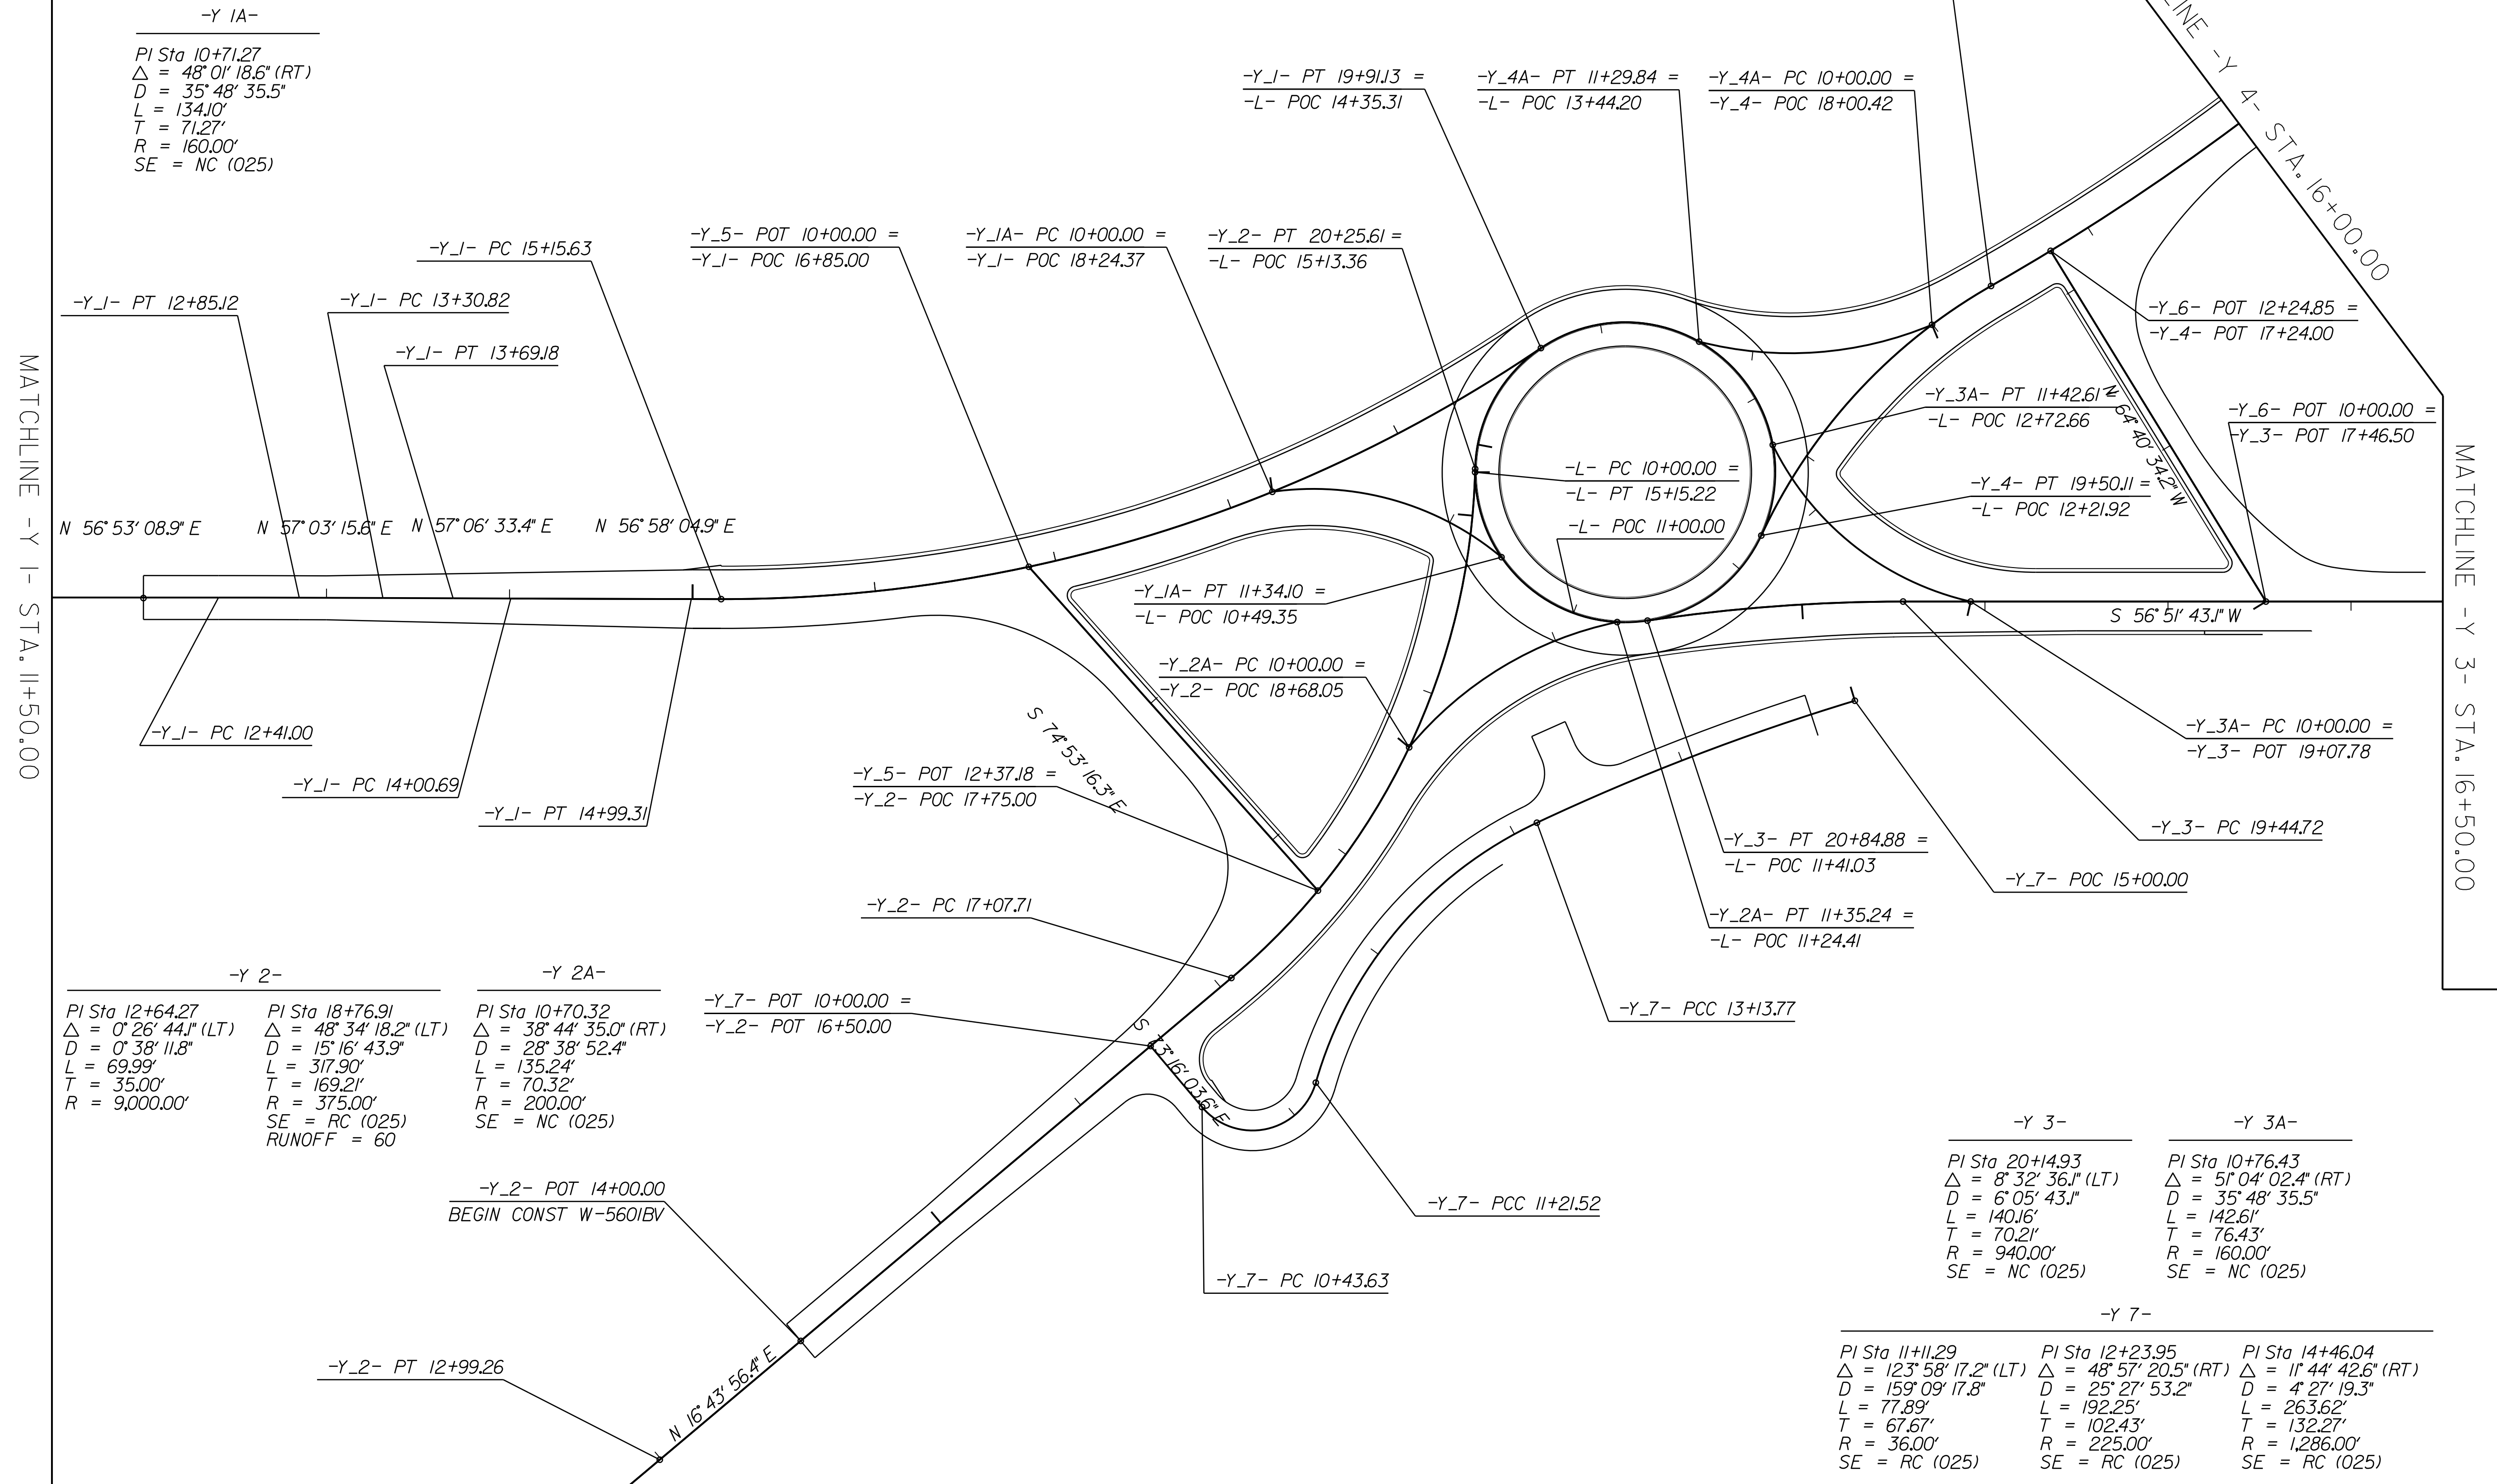 -Y 1A-
PI Sta 10+71.27
△ = 48° 01' 18.6" (RT)
D = 35° 48' 35.5"
L = 134.10'
T = 71.27'
R = 160.00'
SE = NC (025)
-Y_1- PT 19+91.13 =
-L- POC 14+35.31
-Y_4A- PT 11+29.84 =
-L- POC 13+44.20
-Y_4A- PC 10+00.00 =
-Y_4- POC 18+00.42
LINE -Y 4- STA. 16+00.00
-Y_1- PC 15+15.63
-Y_5- POT 10+00.00 =
-Y_1- POC 16+85.00
-Y_1A- PC 10+00.00 =
-Y_1- POC 18+24.37
-Y_2- PT 20+25.61 =
-L- POC 15+13.36
-Y_1- PT 12+85.12
-Y_1- PC 13+30.82
-Y_1- PT 13+69.18
-Y_6- POT 12+24.85 =
-Y_4- POT 17+24.00
-Y_3A- PT 11+42.61 =
-L- POC 12+72.66
N 64° 40' 34.2" W
-Y_6- POT 10+00.00 =
-Y_3- POT 17+46.50
MATCHLINE -Y 1- STA. 11+50.00
MATCHLINE -Y 3- STA. 16+50.00
-L- PC 10+00.00 =
-L- PT 15+15.22
-Y_4- PT 19+50.11 =
-L- POC 12+21.92
-L- POC 11+00.00
N 56° 53' 08.9" E
N 57° 03' 15.6" E
N 57° 06' 33.4" E
N 56° 58' 04.9" E
-Y_1A- PT 11+34.10 =
-L- POC 10+49.35
S 56° 51' 43.1" W
-Y_2A- PC 10+00.00 =
-Y_2- POC 18+68.05
-Y_1- PC 12+41.00
S 74° 53' 16.3" E
-Y_3A- PC 10+00.00 =
-Y_3- POT 19+07.78
-Y_1- PC 14+00.69
-Y_5- POT 12+37.18 =
-Y_2- POC 17+75.00
-Y_1- PT 14+99.31
-Y_3- PC 19+44.72
-Y_3- PT 20+84.88 =
-L- POC 11+41.03
-Y_7- POC 15+00.00
-Y_2- PC 17+07.71
-Y_2A- PT 11+35.24 =
-L- POC 11+24.41
-Y 2-
PI Sta 12+64.27
△ = 0° 26' 44.1" (LT)
D = 0° 38' 11.8"
L = 69.99'
T = 35.00'
R = 9,000.00'
PI Sta 18+76.91
△ = 48° 34' 18.2" (LT)
D = 15° 16' 43.9"
L = 317.90'
T = 169.21'
R = 375.00'
SE = RC (025)
RUNOFF = 60
-Y 2A-
PI Sta 10+70.32
△ = 38° 44' 35.0" (RT)
D = 28° 38' 52.4"
L = 135.24'
T = 70.32'
R = 200.00'
SE = NC (025)
-Y_7- POT 10+00.00 =
-Y_2- POT 16+50.00
-Y_7- PCC 13+13.77
S 73° 16' 03.6" E
-Y_2- POT 14+00.00
BEGIN CONST W-5601BV
-Y_7- PCC 11+21.52
-Y_7- PC 10+43.63
-Y_2- PT 12+99.26
N 16° 43' 56.4" E
-Y 3-
PI Sta 20+14.93
△ = 8° 32' 36.1" (LT)
D = 6° 05' 43.1"
L = 140.16'
T = 70.21'
R = 940.00'
SE = NC (025)
-Y 3A-
PI Sta 10+76.43
△ = 51° 04' 02.4" (RT)
D = 35° 48' 35.5"
L = 142.61'
T = 76.43'
R = 160.00'
SE = NC (025)
-Y 7-
PI Sta 11+11.29
△ = 123° 58' 17.2" (LT)
D = 159° 09' 17.8"
L = 77.89'
T = 67.67'
R = 36.00'
SE = RC (025)
PI Sta 12+23.95
△ = 48° 57' 20.5" (RT)
D = 25° 27' 53.2"
L = 192.25'
T = 102.43'
R = 225.00'
SE = RC (025)
PI Sta 14+46.04
△ = 11° 44' 42.6" (RT)
D = 4° 27' 19.3"
L = 263.62'
T = 132.27'
R = 1,286.00'
SE = RC (025)